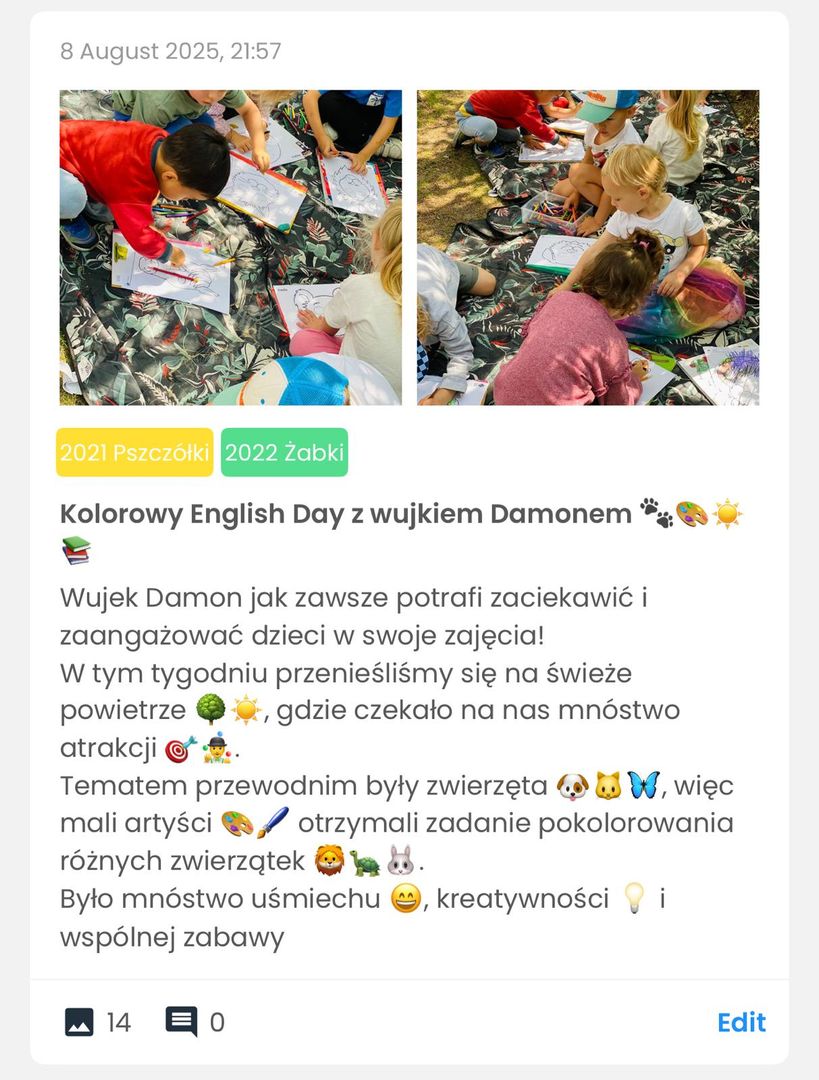 8 August 2025, 21:57
2021 Pszczółki 2022 Żabki
Kolorowy English Day z wujkiem Damonem 🐾🎨☀️
📚
Wujek Damon jak zawsze potrafi zaciekawić i
zaangażować dzieci w swoje zajęcia!
W tym tygodniu przenieśliśmy się na świeże
powietrze 🌳☀️, gdzie czekało na nas mnóstwo
atrakcji 🎯🤹‍♂️.
Tematem przewodnim były zwierzęta 🐶🐱🦋, więc
mali artyści 🎨🖌️ otrzymali zadanie pokolorowania
różnych zwierzątek 🦁🐢🐰.
Było mnóstwo uśmiechu 😄, kreatywności 💡 i
wspólnej zabawy
14 0 Edit